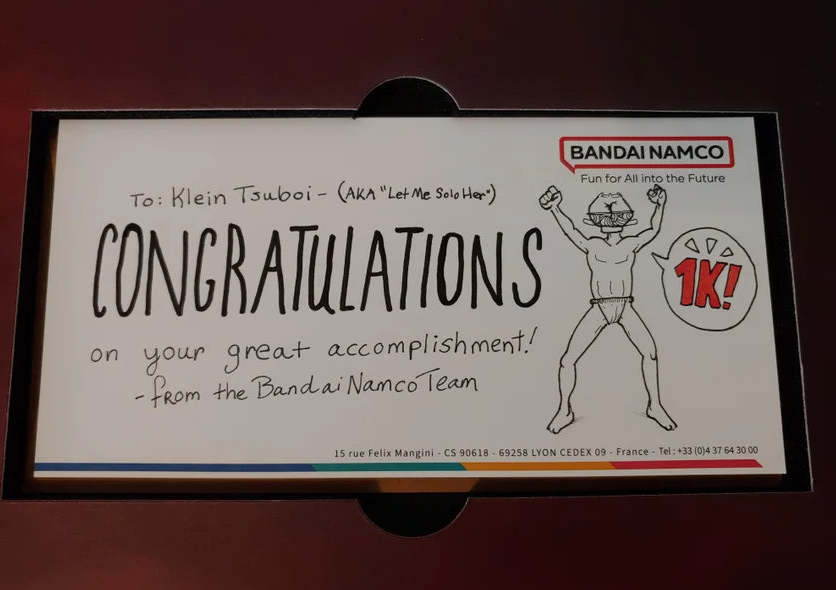 BANDAI NAMCO
Fun for All into the Future
To: Klein Tsuboi - (AKA "Let Me Solo Her")
CONGRATULATIONS
1K!
on your great accomplishment!
- from the Bandai Namco Team
15 rue Felix Mangini - CS 90618 - 69258 LYON CEDEX 09 - France - Tel : +33 (0)4 37 64 30 00